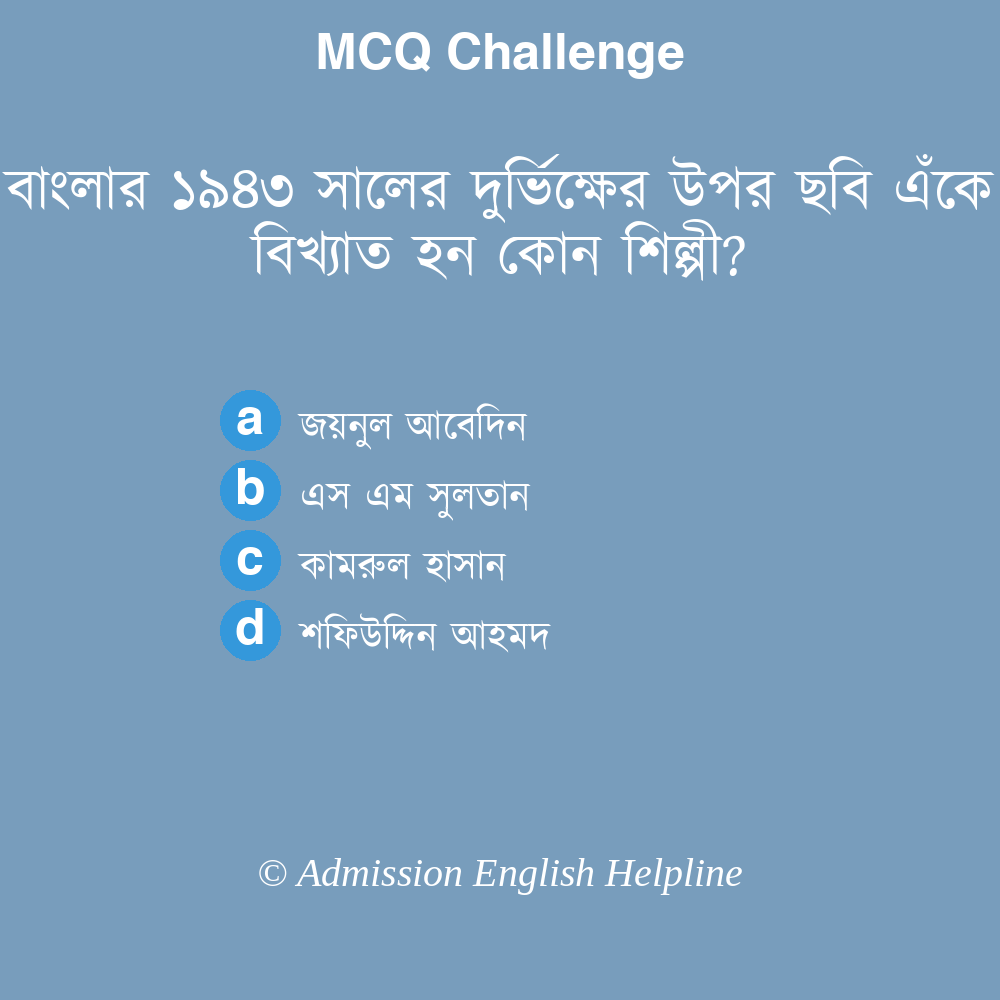 MCQ Challenge
বাংলার ১৯৪৩ সালের দুর্ভিক্ষের উপর ছবি এঁকে
বিখ্যাত হন কোন শিল্পী?
a জয়নুল আবেদিন
b এস এম সুলতান
c কামরুল হাসান
d শফিউদ্দিন আহমদ
© Admission English Helpline